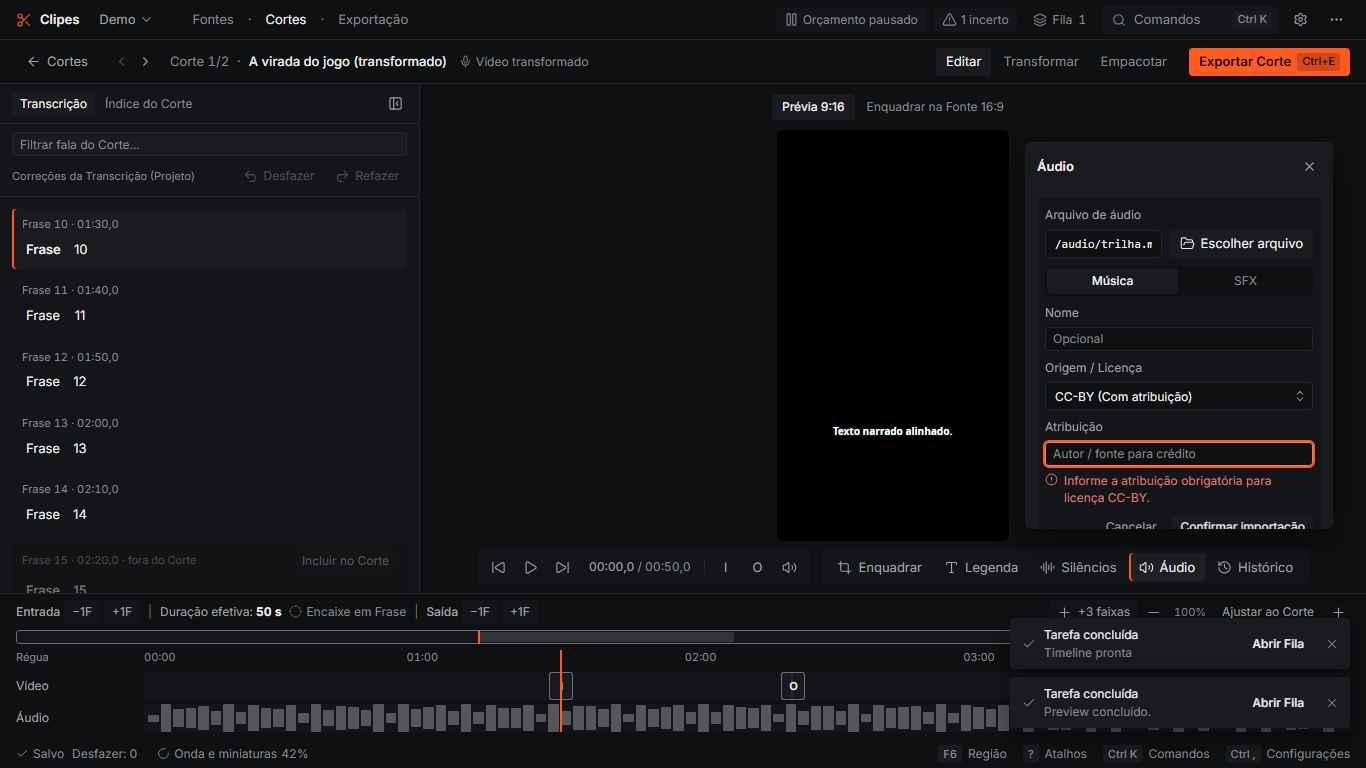 Clipes Demo Fontes · Cortes · Exportação Orçamento pausado 1 incerto Fila 1 Comandos Ctrl K
Cortes Corte 1/2 · A virada do jogo (transformado) Vídeo transformado Editar Transformar Empacotar Exportar Corte Ctrl+E
Transcrição Índice do Corte
Filtrar fala do Corte...
Correções da Transcrição (Projeto) Desfazer Refazer
Frase 10 · 01:30,0
Frase 10
Frase 11 · 01:40,0
Frase 11
Frase 12 · 01:50,0
Frase 12
Frase 13 · 02:00,0
Frase 13
Frase 14 · 02:10,0
Frase 14
Frase 15 · 02:20,0 · fora do Corte Incluir no Corte
Frase 15
Prévia 9:16 Enquadrar na Fonte 16:9
Texto narrado alinhado.
Áudio
Arquivo de áudio
/audio/trilha.m Escolher arquivo
Música SFX
Nome
Opcional
Origem / Licença
CC-BY (Com atribuição)
Atribuição
Autor / fonte para crédito
Informe a atribuição obrigatória para
licença CC-BY.
Cancelar Confirmar importação
00:00,0 / 00:50,0 I O Enquadrar Legenda Silêncios Áudio Histórico
Entrada −1F +1F Duração efetiva: 50 s Encaixe em Frase Saída −1F +1F +3 faixas 100% Ajustar ao Corte
Régua 00:00 01:00 02:00 03:00
Vídeo O
Áudio
Tarefa concluída
Timeline pronta
Abrir Fila
Tarefa concluída
Preview concluído.
Abrir Fila
Salvo Desfazer: 0 Onda e miniaturas 42% F6 Região ? Atalhos Ctrl K Comandos Ctrl , Configurações